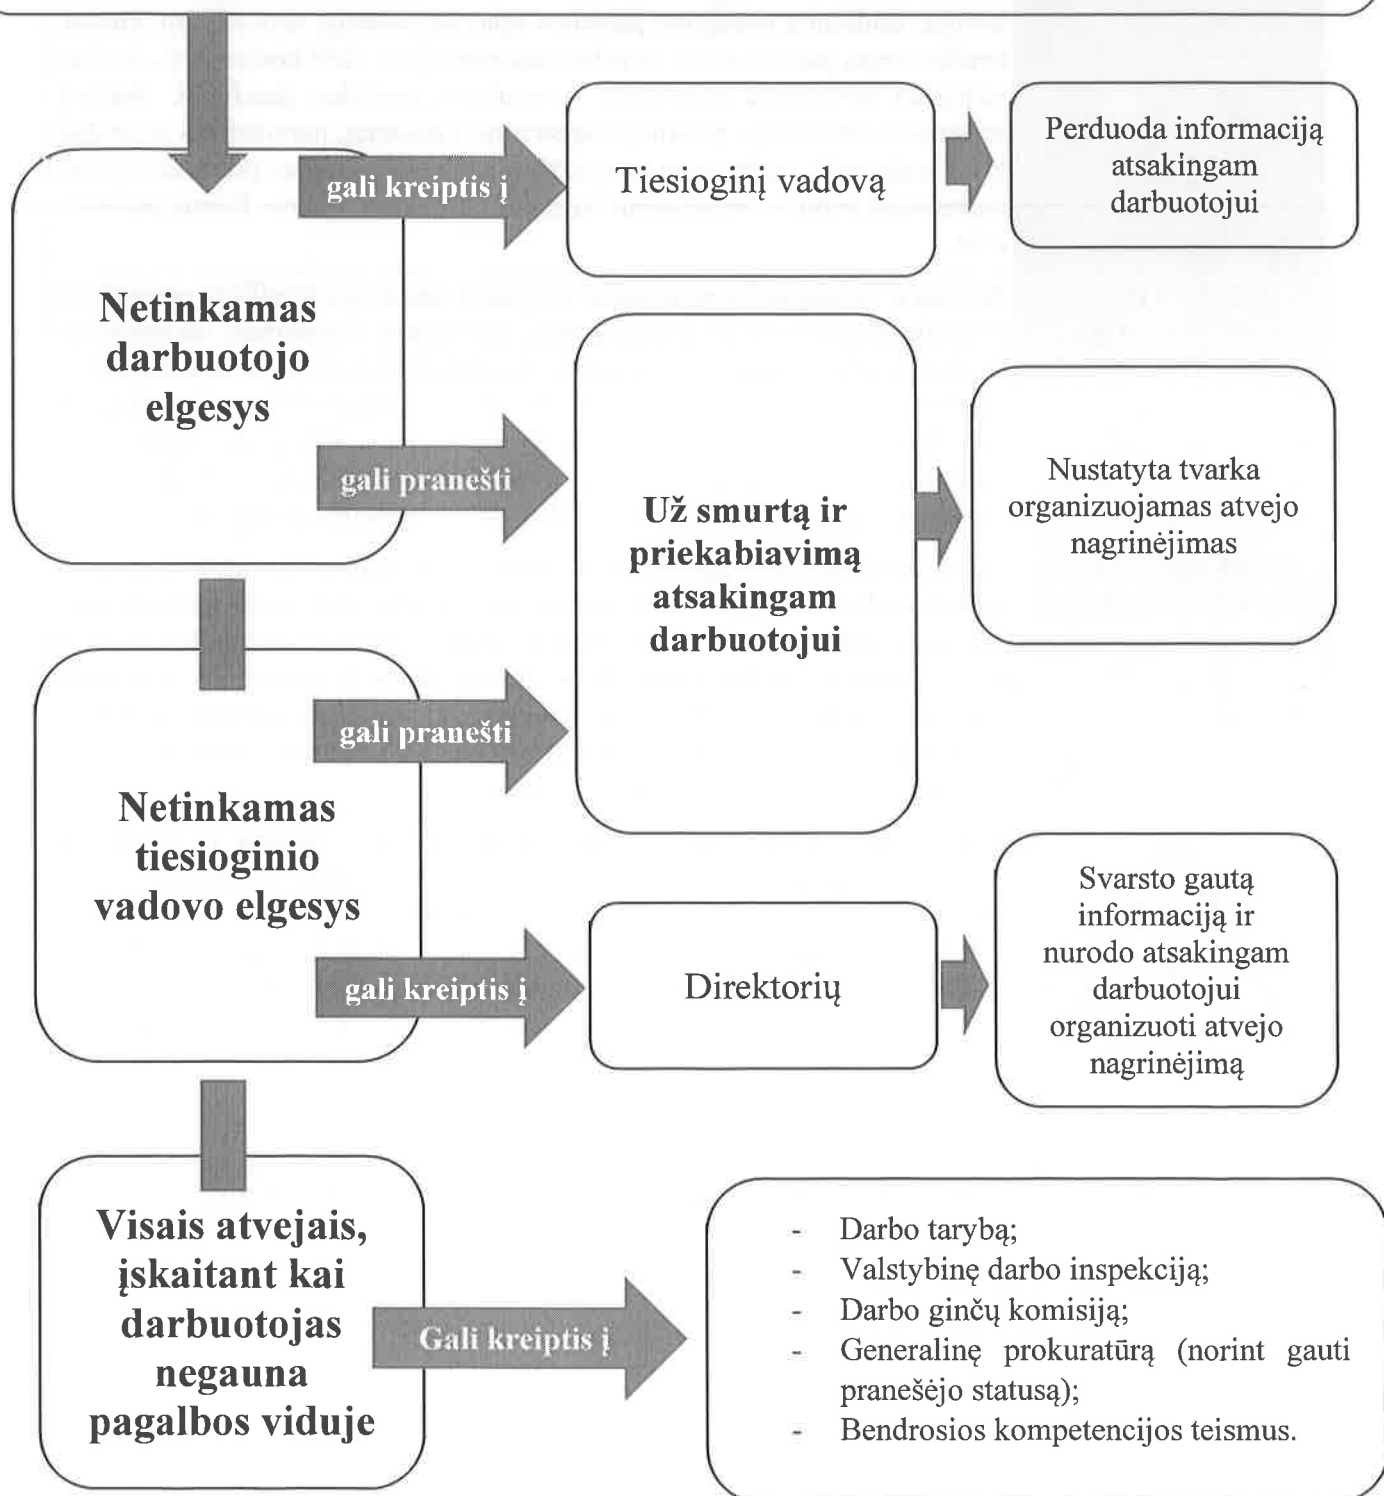 gali kreiptis į
Tiesioginį vadovą
Perduoda informaciją
atsakingam
darbuotojui
Netinkamas
darbuotojo
elgesys
gali pranešti
Už smurtą ir
priekabiavimą
atsakingam
darbuotojui
Nustatyta tvarka
organizuojamas atvejo
nagrinėjimas
gali pranešti
Netinkamas
tiesioginio
vadovo elgesys
gali kreiptis į
Direktorių
Svarsto gautą
informaciją ir
nurodo atsakingam
darbuotojui
organizuoti atvejo
nagrinėjimą
Visais atvejais,
įskaitant kai
darbuotojas
negauna
pagalbos viduje
Gali kreiptis į
- Darbo tarybą;
- Valstybinę darbo inspekciją;
- Darbo ginčų komisiją;
- Generalinę prokuratūrą (norint gauti
pranešėjo statusą);
- Bendrosios kompetencijos teismus.